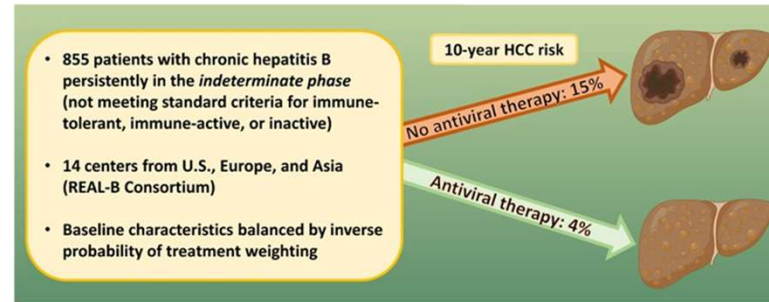 • 855 patients with chronic hepatitis B
persistently in the indeterminate phase
(not meeting standard criteria for immune-
tolerant, immune-active, or inactive)
• 14 centers from U.S., Europe, and Asia
(REAL-B Consortium)
• Baseline characteristics balanced by inverse
probability of treatment weighting
10-year HCC risk
No antiviral therapy: 15%
Antiviral therapy: 4%